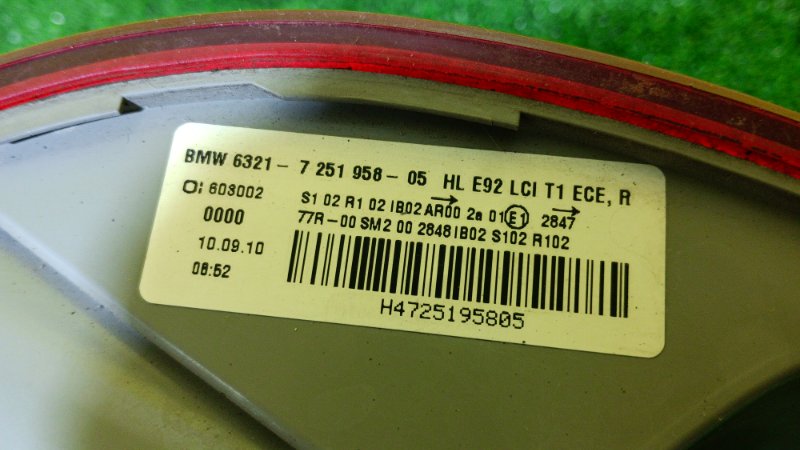 BMW 6321- 7 251 958- 05 HL E92 LCI T1 ECE, R
O: 603002 S1 02 R1 02 IB02 AR00 2a 01 E1 2847
0000 77R-00 SM2 00 2848 IB02 S102 R102
10.09.10
06:52
H4725195805